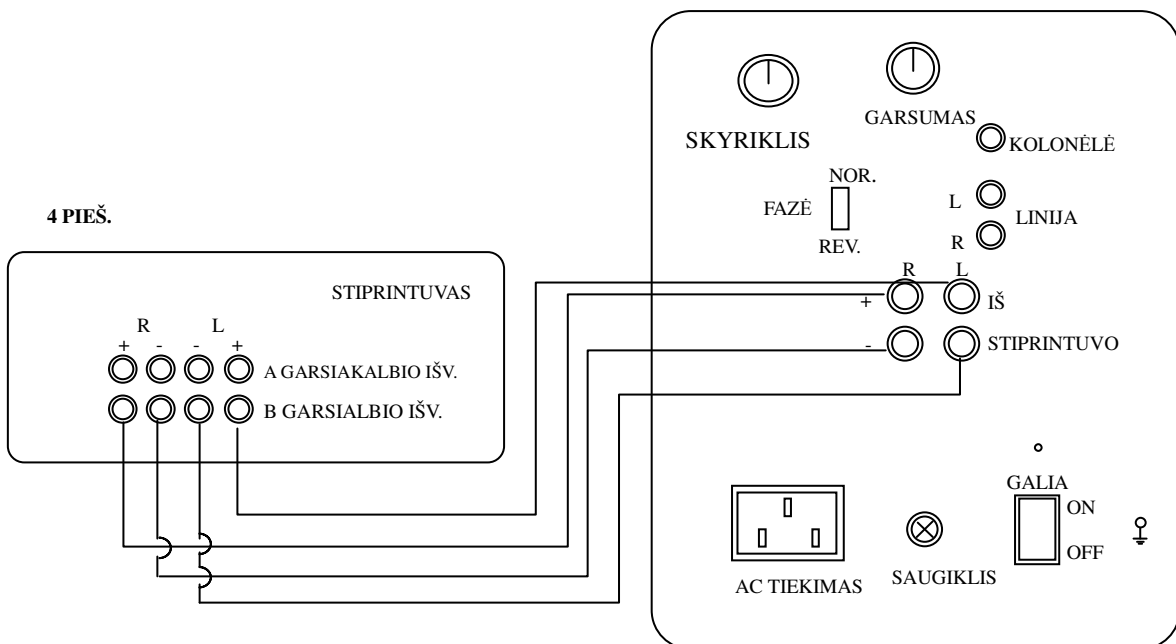 4 PIEŠ.
STIPRINTUVAS
R L
+ - - +
A GARSIAKALBIO IŠV.
B GARSIALBIO IŠV.
SKYRIKLIS
GARSUMAS
KOLONĖLĖ
NOR.
FAZĖ
REV.
L
LINIJA
R
R L
+ IŠ
- STIPRINTUVO
GALIA
ON
OFF
AC TIEKIMAS
SAUGIKLIS